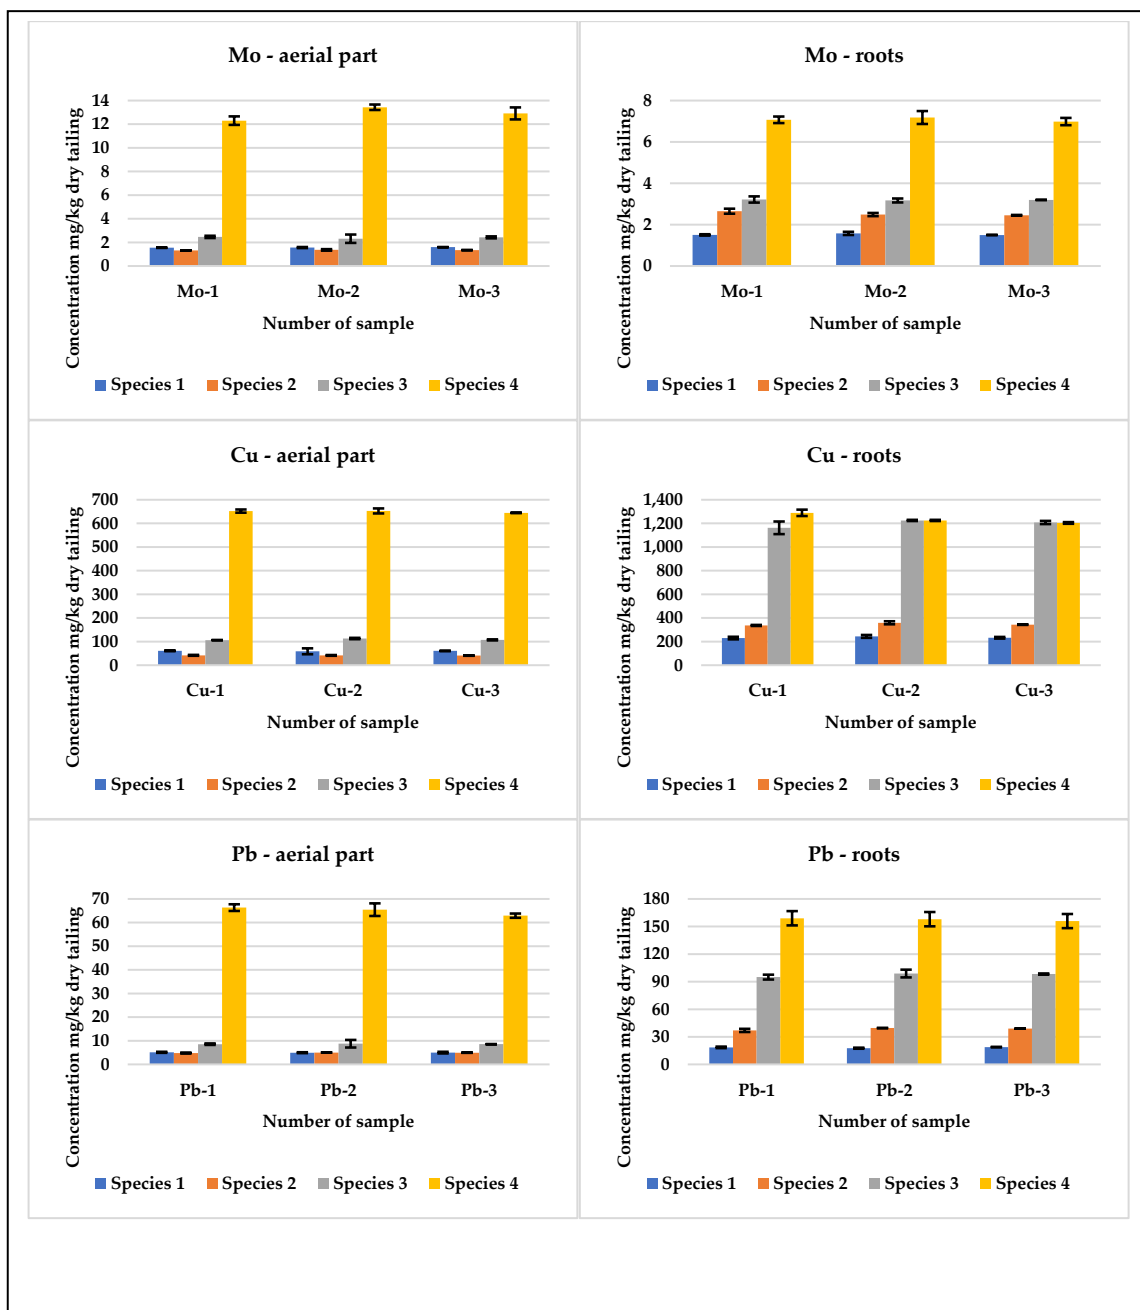 Mo - aerial part
Concentration mg/kg dry tailing
14
12
10
8
6
4
2
0
Mo-1 Mo-2 Mo-3
Number of sample
Species 1 Species 2 Species 3 Species 4
Mo - roots
Concentration mg/kg dry tailing
8
6
4
2
0
Mo-1 Mo-2 Mo-3
Number of sample
Species 1 Species 2 Species 3 Species 4
Cu - aerial part
Concentration mg/kg dry tailing
700
600
500
400
300
200
100
0
Cu-1 Cu-2 Cu-3
Number of sample
Species 1 Species 2 Species 3 Species 4
Cu - roots
Concentration mg/kg dry tailing
1,400
1,200
1,000
800
600
400
200
0
Cu-1 Cu-2 Cu-3
Number of sample
Species 1 Species 2 Species 3 Species 4
Pb - aerial part
Concentration mg/kg dry tailing
70
60
50
40
30
20
10
0
Pb-1 Pb-2 Pb-3
Number of sample
Species 1 Species 2 Species 3 Species 4
Pb - roots
Concentration mg/kg dry tailing
180
150
120
90
60
30
0
Pb-1 Pb-2 Pb-3
Number of sample
Species 1 Species 2 Species 3 Species 4